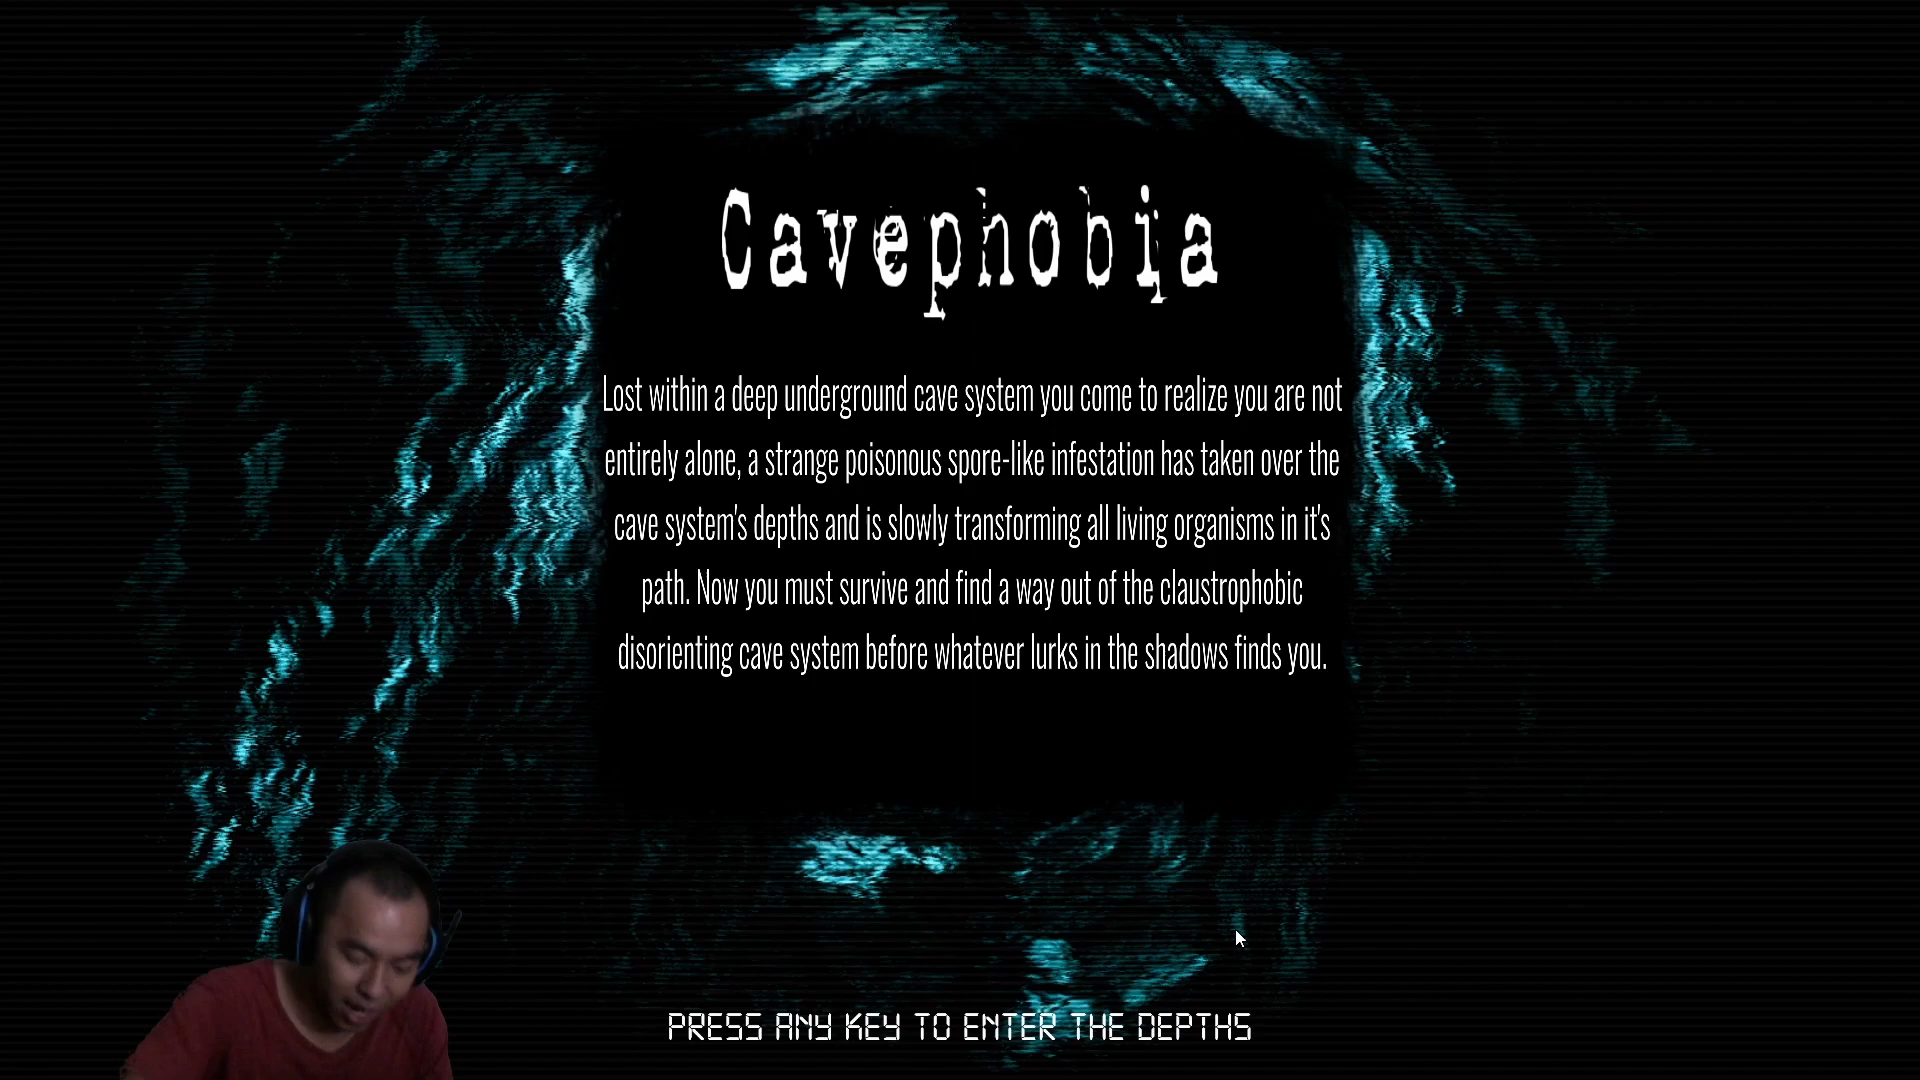 Cavephobia
Lost within a deep underground cave system you come to realize you are not
entirely alone, a strange poisonous spore-like infestation has taken over the
cave system's depths and is slowly transforming all living organisms in it's
path. Now you must survive and find a way out of the claustrophobic
disorienting cave system before whatever lurks in the shadows finds you.
PRESS ANY KEY TO ENTER THE DEPTHS